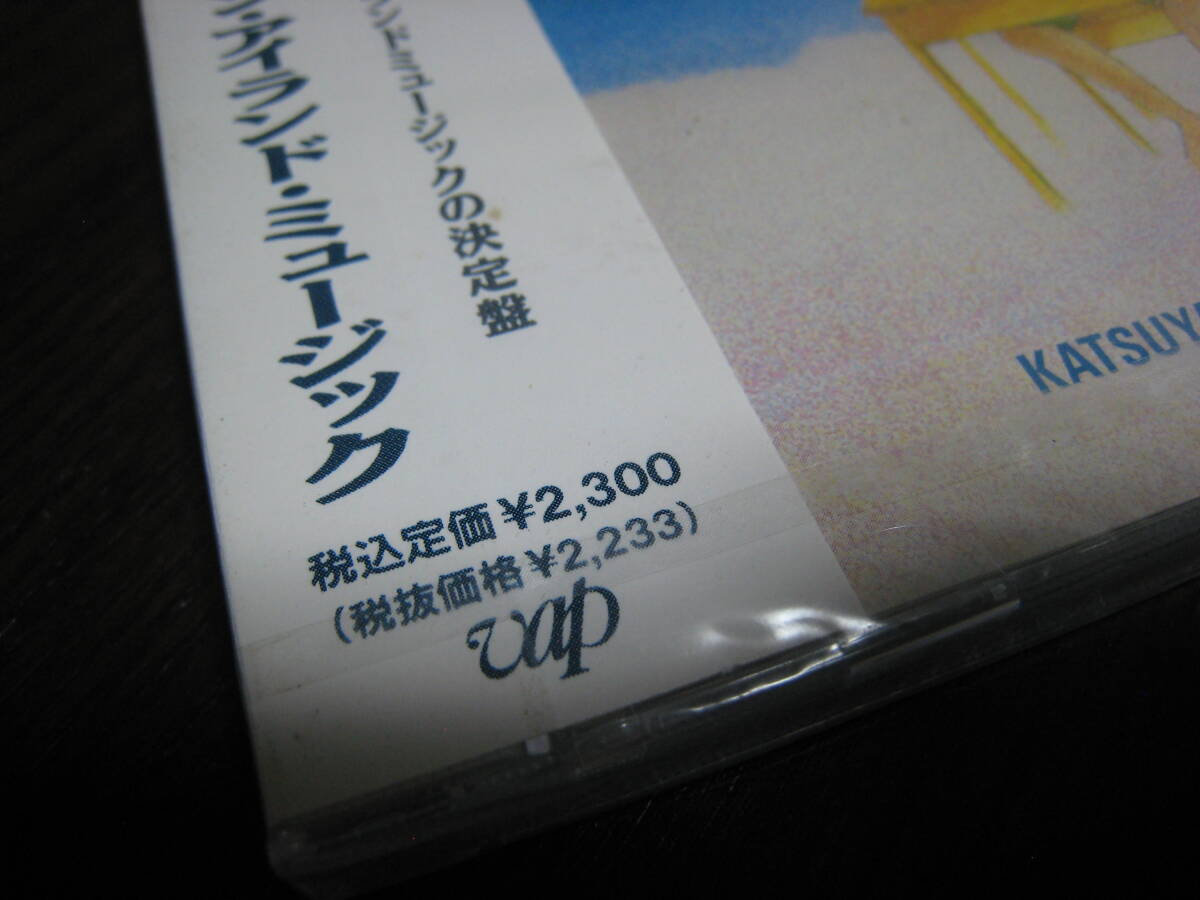 ン・アイランド・ミュージック
ンドミュージックの決定盤
税込定価¥2,300
(税抜価格¥2,233)
vap
KATSUY